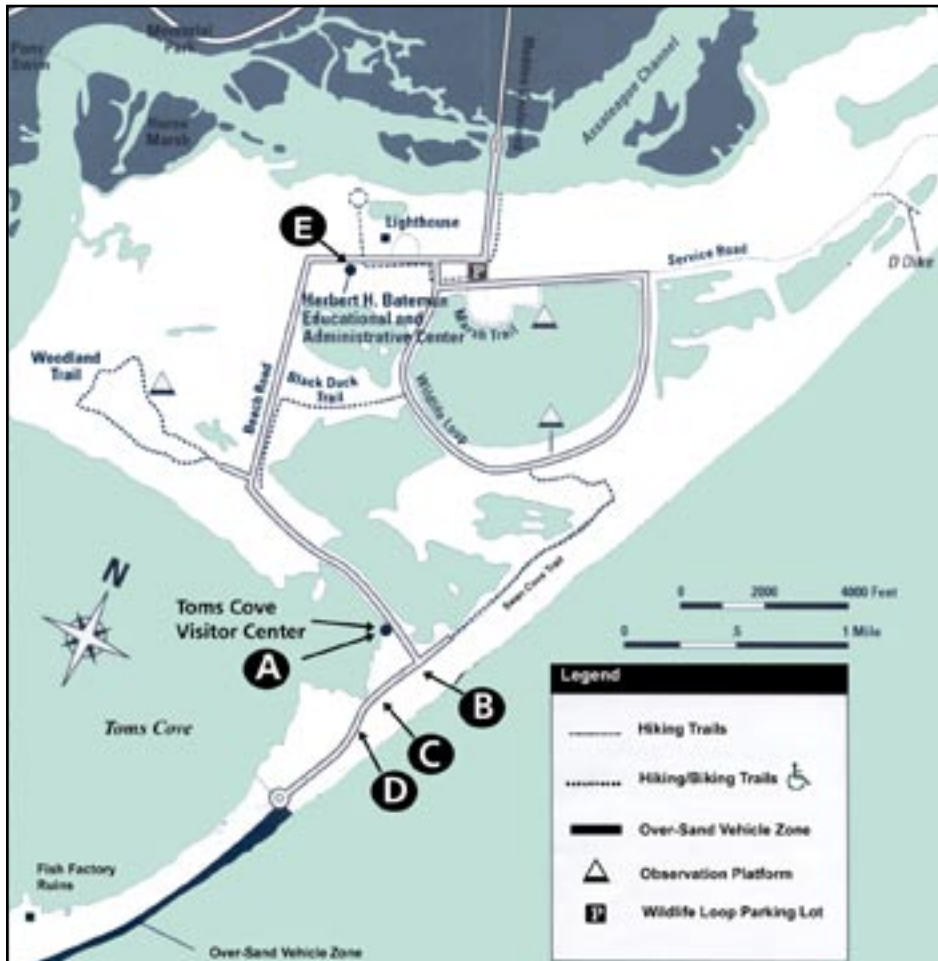 Pony
Swim
Memorial
Park
Marsh
Assateague Channel
E
Lighthouse
Service Road
D Dike
P
Herbert H. Bateman
Educational and
Administrative Center
Marsh Trail
Woodland
Trail
Beach Road
Black Duck
Trail
Wildlife Loop
N
Swan Cove Trail
0 2000 4000 Feet
0 .5 1 Mile
Toms Cove
Visitor Center
A
B
C
D
Toms Cove
Legend
Hiking Trails
Hiking/Biking Trails
Over-Sand Vehicle Zone
Observation Platform
P Wildlife Loop Parking Lot
Fish Factory
Ruins
Over-Sand Vehicle Zone